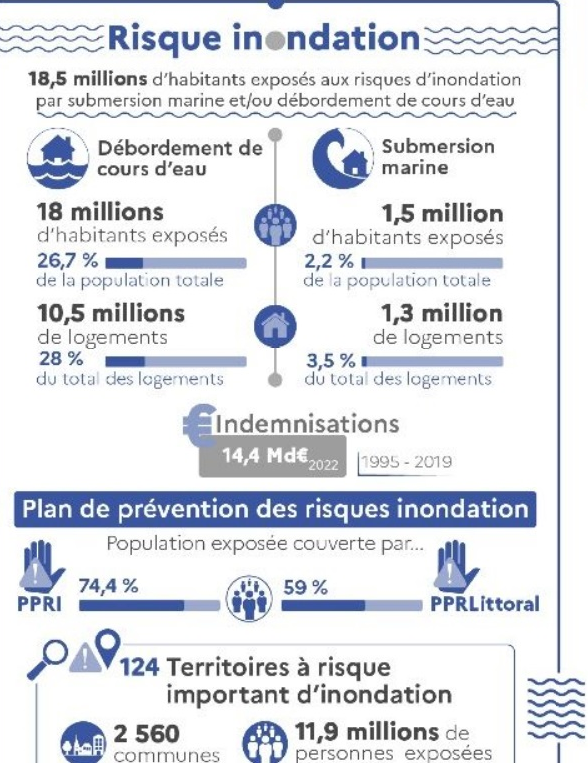 Risque inondation
18,5 millions d'habitants exposés aux risques d'inondation
par submersion marine et/ou débordement de cours d'eau
Débordement de
cours d'eau
18 millions
d'habitants exposés
26,7 %
de la population totale
10,5 millions
de logements
28 %
du total des logements
Submersion
marine
1,5 million
d'habitants exposés
2,2 %
de la population totale
1,3 million
de logements
3,5 %
du total des logements
€Indemnisations
14,4 Md€2022 1995 - 2019
Plan de prévention des risques inondation
Population exposée couverte par...
PPRI
74,4 %
59 %
PPRLittoral
124 Territoires à risque
important d'inondation
2 560
communes
11,9 millions de
personnes exposées